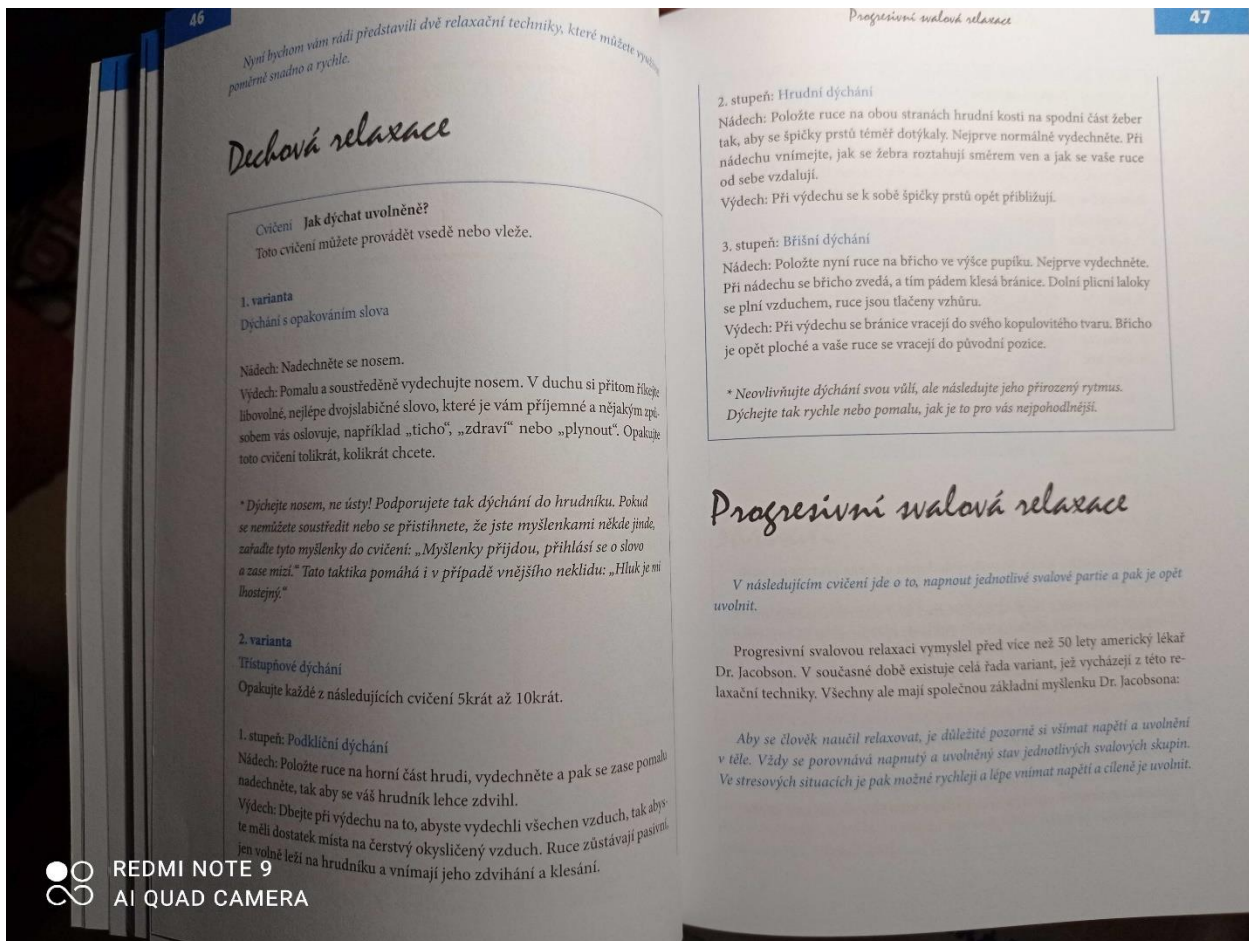 46
Nyní bychom vám rádi představili dvě relaxační techniky, které můžete
poměrně snadno a rychle.
Dechová relaxace
Cvičení Jak dýchat uvolněně?
Toto cvičení můžete provádět vsedě nebo vleže.
1. varianta
Dýchání s opakováním slova
Nádech: Nadechněte se nosem.
Výdech: Pomalu a soustředěně vydechujte nosem. V duchu si přitom říkejte
libovolné, nejlépe dvojslabičné slovo, které je vám příjemné a nějakým způ-
sobem vás oslovuje, například „ticho“, „zdraví“ nebo „plynout“. Opakujte
toto cvičení tolikrát, kolikrát chcete.
* Dýchejte nosem, ne ústy! Podporujete tak dýchání do hrudníku. Pokud
se nemůžete soustředit nebo se přistihnete, že jste myšlenkami někde jinde,
zařaďte tyto myšlenky do cvičení: „Myšlenky přijdou, přihlásí se o slovo
a zase mizí.“ Tato taktika pomáhá i v případě vnějšího neklidu: „Hluk je mi
lhostejný.“
2. varianta
Třístupňové dýchání
Opakujte každé z následujících cvičení 5krát až 10krát.
1. stupeň: Podklíční dýchání
Nádech: Položte ruce na horní část hrudi, vydechněte a pak se zase pomalu
nadechněte, tak aby se váš hrudník lehce zdvihl.
Výdech: Dbejte při výdechu na to, abyste vydechli všechen vzduch, tak abys-
te měli dostatek místa na čerstvý okysličený vzduch. Ruce zůstávají pasivní,
jen volně leží na hrudníku a vnímají jeho zdvihání a klesání.
Progresivní svalová relaxace
47
2. stupeň: Hrudní dýchání
Nádech: Položte ruce na obou stranách hrudní kosti na spodní část žeber
tak, aby se špičky prstů téměř dotýkaly. Nejprve normálně vydechněte. Při
nádechu vnímejte, jak se žebra roztahují směrem ven a jak se vaše ruce
od sebe vzdalují.
Výdech: Při výdechu se k sobě špičky prstů opět přibližují.
3. stupeň: Břišní dýchání
Nádech: Položte nyní ruce na břicho ve výšce pupíku. Nejprve vydechněte.
Při nádechu se břicho zvedá, a tím pádem klesá bránice. Dolní plicní laloky
se plní vzduchem, ruce jsou tlačeny vzhůru.
Výdech: Při výdechu se bránice vracejí do svého kopulovitého tvaru. Břicho
je opět ploché a vaše ruce se vracejí do původní pozice.
* Neovlivňujte dýchání svou vůlí, ale následujte jeho přirozený rytmus.
Dýchejte tak rychle nebo pomalu, jak je to pro vás nejpohodlnější.
Progresivní svalová relaxace
V následujícím cvičení jde o to, napnout jednotlivé svalové partie a pak je opět
uvolnit.
Progresivní svalovou relaxaci vymyslel před více než 50 lety americký lékař
Dr. Jacobson. V současné době existuje celá řada variant, jež vycházejí z této re-
laxační techniky. Všechny ale mají společnou základní myšlenku Dr. Jacobsona:
Aby se člověk naučil relaxovat, je důležité pozorně si všímat napětí a uvolnění
v těle. Vždy se porovnává napnutý a uvolněný stav jednotlivých svalových skupin.
Ve stresových situacích je pak možné rychleji a lépe vnímat napětí a cíleně je uvolnit.
REDMI NOTE 9
AI QUAD CAMERA